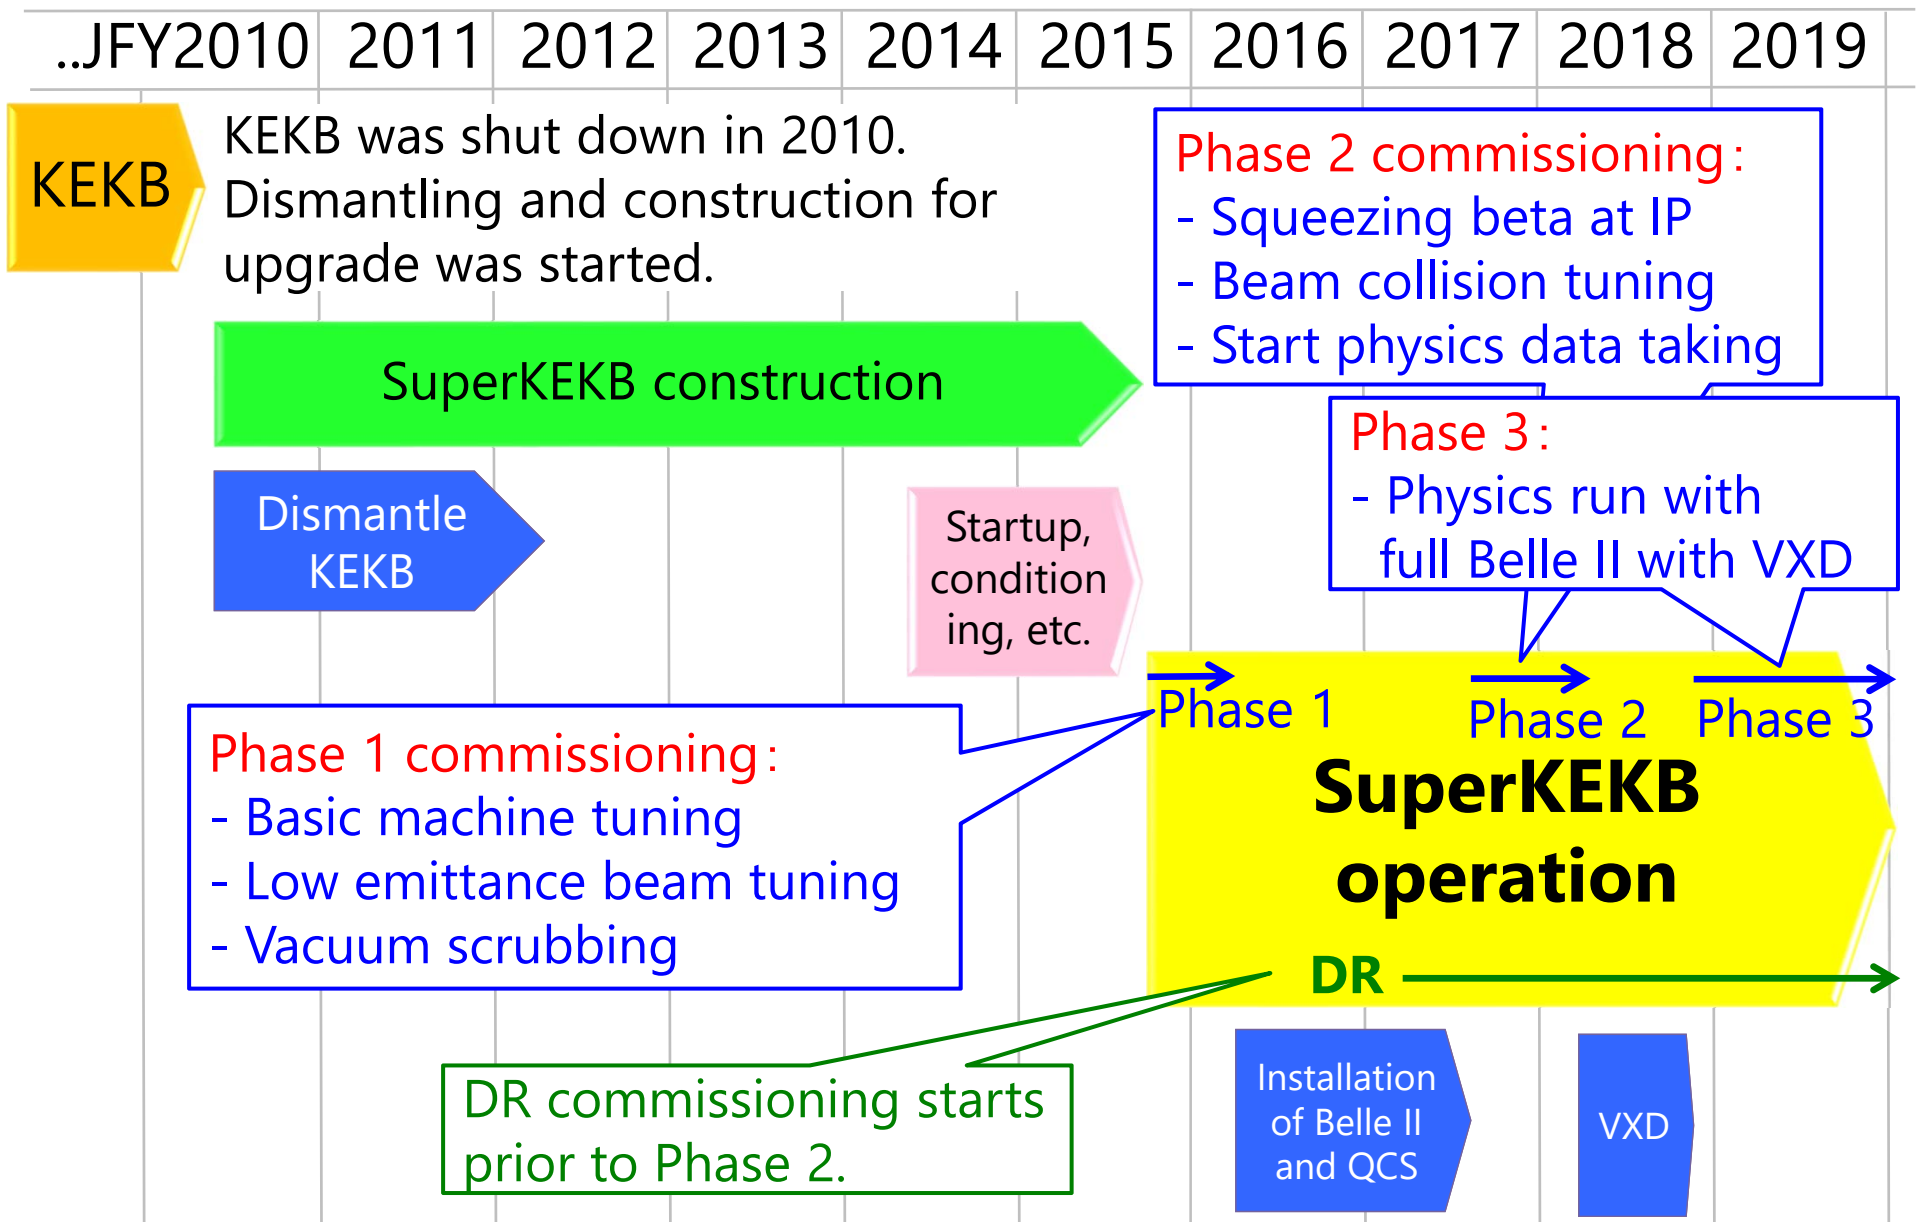 ..JFY2010 2011 2012 2013 2014 2015 2016 2017 2018 2019
KEKB
KEKB was shut down in 2010.
Dismantling and construction for
upgrade was started.
Phase 2 commissioning:
- Squeezing beta at IP
- Beam collision tuning
- Start physics data taking
SuperKEKB construction
Phase 3:
- Physics run with
full Belle II with VXD
Dismantle
KEKB
Startup,
condition
ing, etc.
Phase 1 Phase 2 Phase 3
Phase 1 commissioning:
- Basic machine tuning
- Low emittance beam tuning
- Vacuum scrubbing
SuperKEKB
operation
DR
DR commissioning starts
prior to Phase 2.
Installation
of Belle II
and QCS
VXD